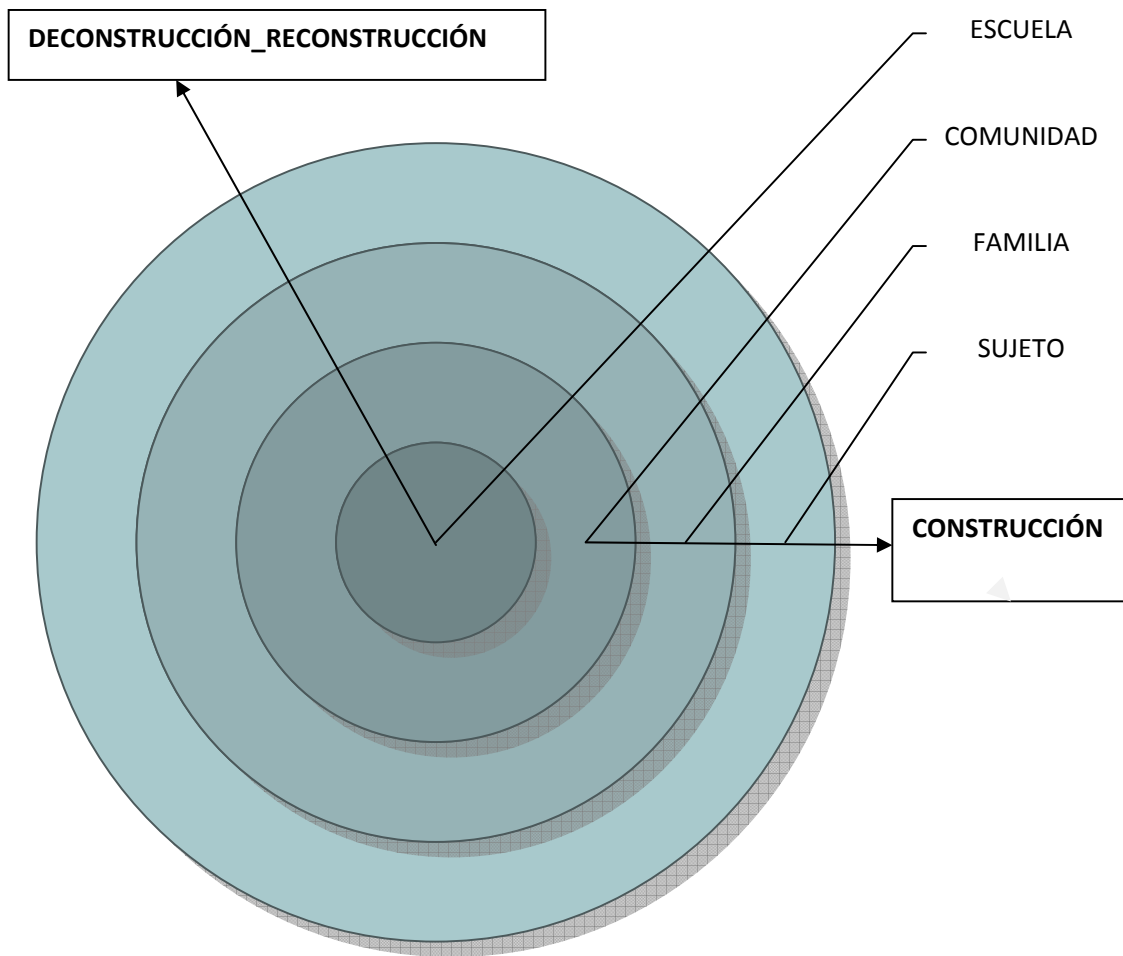 DECONSTRUCCIÓN_RECONSTRUCCIÓN
ESCUELA
COMUNIDAD
FAMILIA
SUJETO
CONSTRUCCIÓN